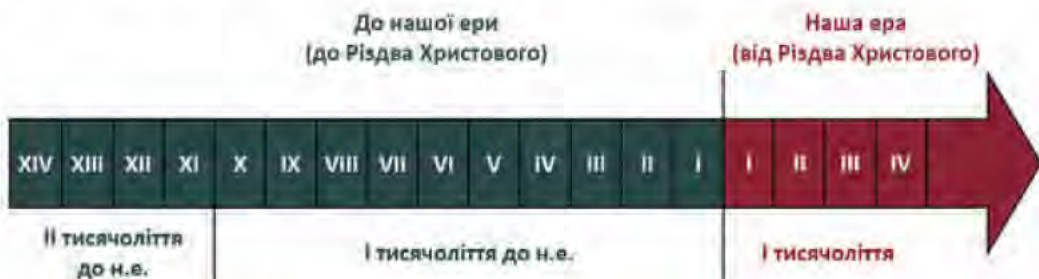 До нашої ери
(до Різдва Христового)
Наша ера
(від Різдва Христового)
XIV XIII XII XI X IX VIII VII VI V IV III II I I II III IV
II тисячоліття
до н.е.
I тисячоліття до н.е.
I тисячоліття